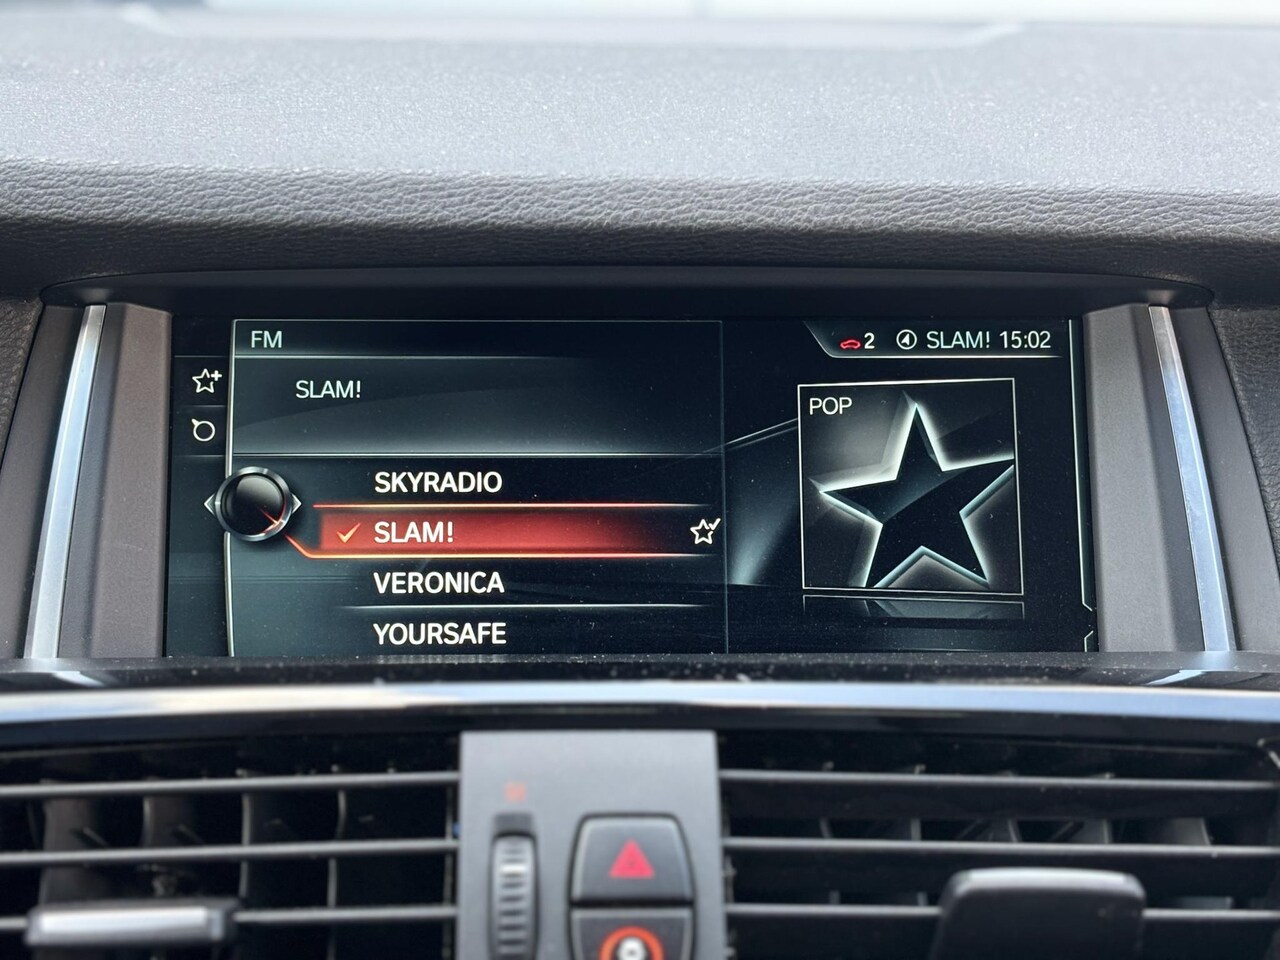 FM
2 SLAM! 15:02
SLAM!
POP
SKYRADIO
SLAM!
VERONICA
YOURSAFE